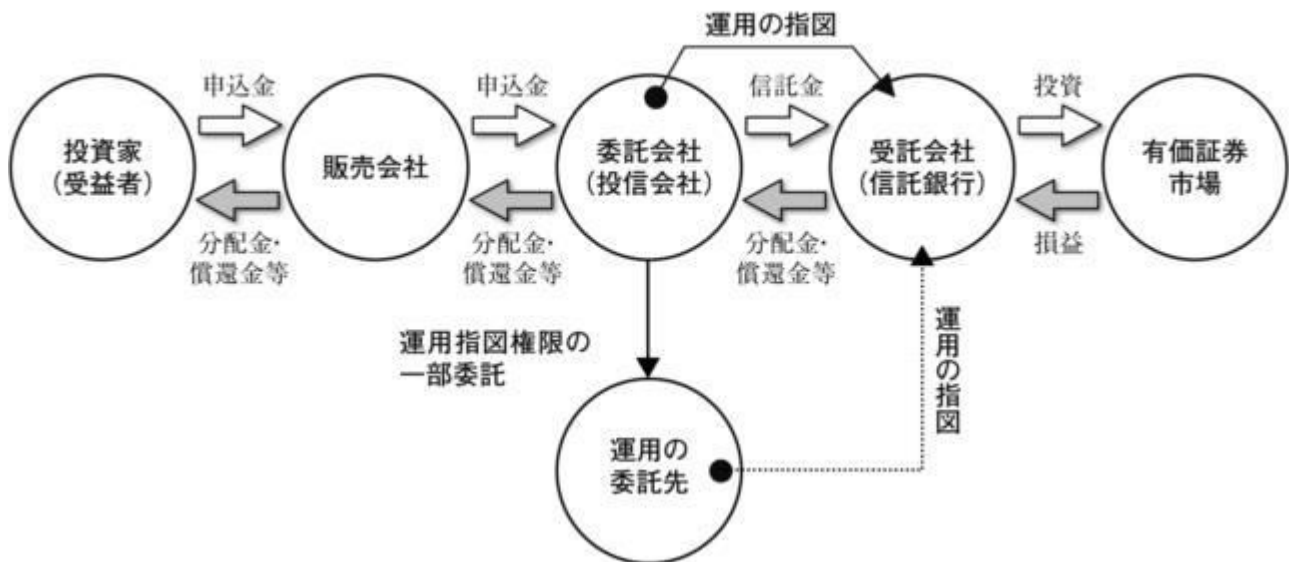 運用の指図
申込金
申込金
信託金
投資
投資家
(受益者)
販売会社
委託会社
(投信会社)
受託会社
(信託銀行)
有価証券
市場
分配金・
償還金等
分配金・
償還金等
分配金・
償還金等
損益
運用指図権限の
一部委託
運用の指図
運用の
委託先